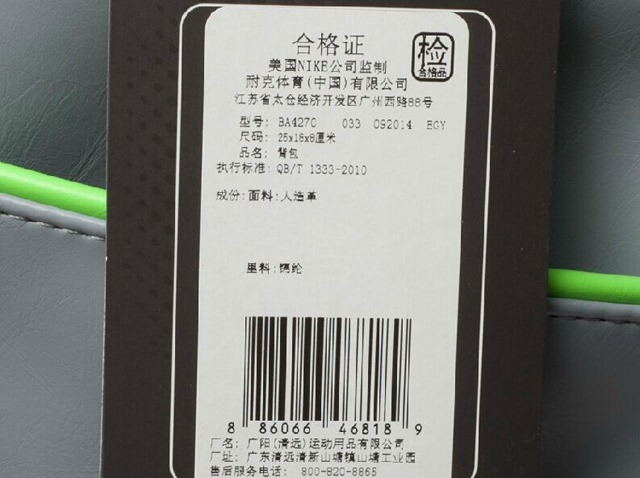 合格证
检
合格品
美国NIKE公司监制
耐克体育(中国)有限公司
江苏省太仓经济开发区广州西路88号
型号: BA4270 033 092014 EGY
尺码: 25x18x8厘米
品名: 背包
执行标准: QB/T 1333-2010
成份: 面料: 人造革
里料: 锦纶
8 86066 46818 9
厂名: 广阳(清远)运动用品有限公司
厂址: 广东清远清新山塘镇山塘工业园
售后服务电话: 800-820-8865